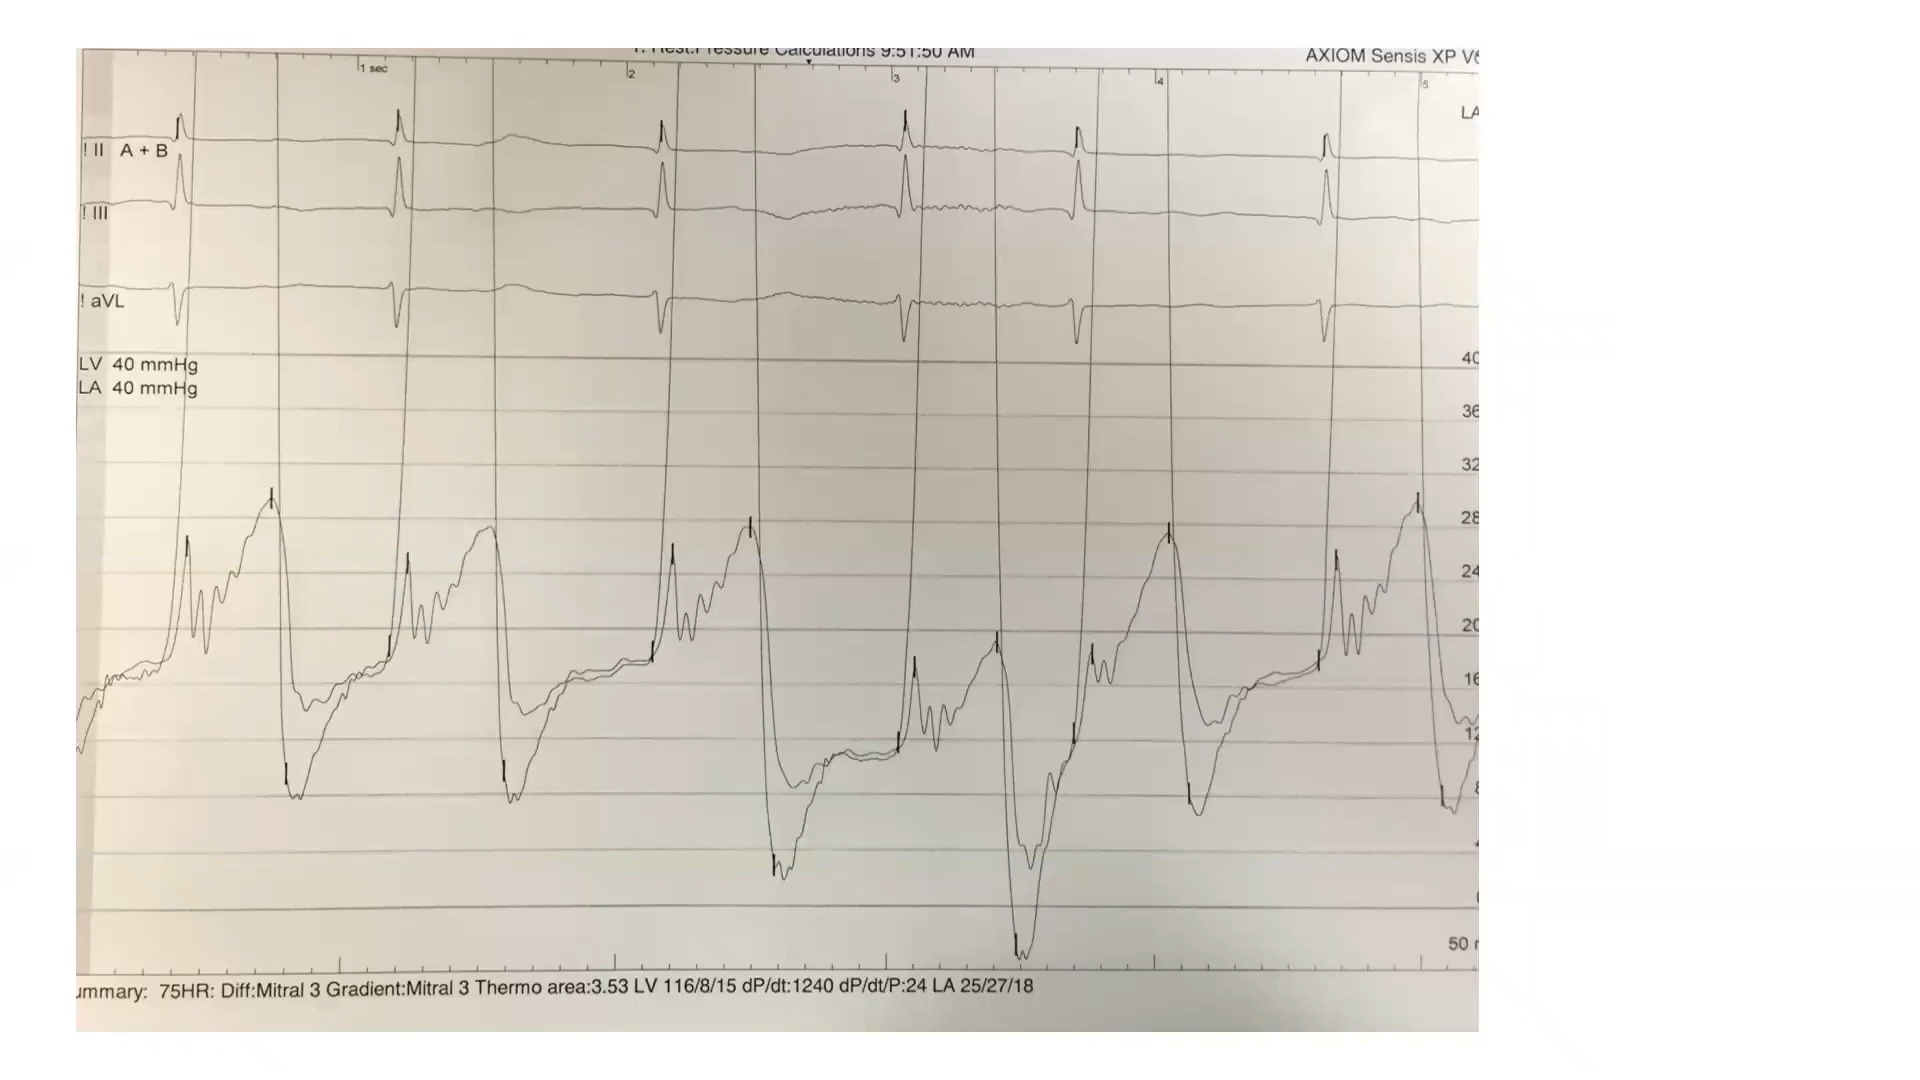 AXIOM Sensis XP
1 sec
2
3
4
5
LA
! II A + B
! III
! aVL
LV 40 mmHg
LA 40 mmHg
40
36
32
28
24
20
16
12
50
75HR: Diff:Mitral 3 Gradient:Mitral 3 Thermo area:3.53 LV 116/8/15 dP/dt:1240 dP/dt/P:24 LA 25/27/18